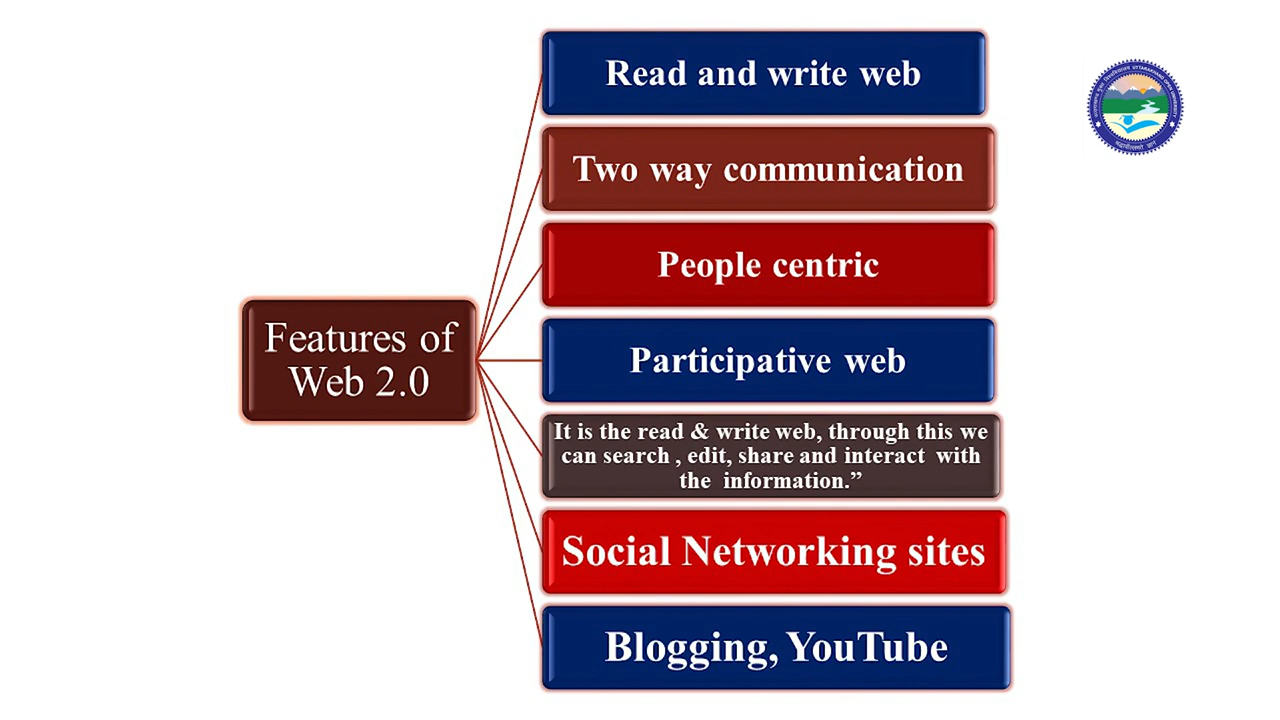 Read and write web
Two way communication
People centric
Features of
Web 2.0
Participative web
It is the read & write web, through this we
can search , edit, share and interact with
the information.”
Social Networking sites
Blogging, YouTube